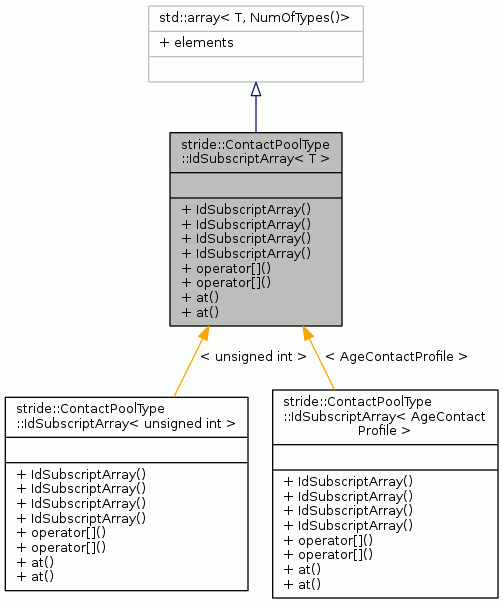 std::array< T, NumOfTypes()>
+ elements
stride::ContactPoolType
::IdSubscriptArray< T >
+ IdSubscriptArray()
+ IdSubscriptArray()
+ IdSubscriptArray()
+ IdSubscriptArray()
+ operator[]()
+ operator[]()
+ at()
+ at()
< unsigned int >
< AgeContactProfile >
stride::ContactPoolType
::IdSubscriptArray< unsigned int >
+ IdSubscriptArray()
+ IdSubscriptArray()
+ IdSubscriptArray()
+ IdSubscriptArray()
+ operator[]()
+ operator[]()
+ at()
+ at()
stride::ContactPoolType
::IdSubscriptArray< AgeContact
Profile >
+ IdSubscriptArray()
+ IdSubscriptArray()
+ IdSubscriptArray()
+ IdSubscriptArray()
+ operator[]()
+ operator[]()
+ at()
+ at()